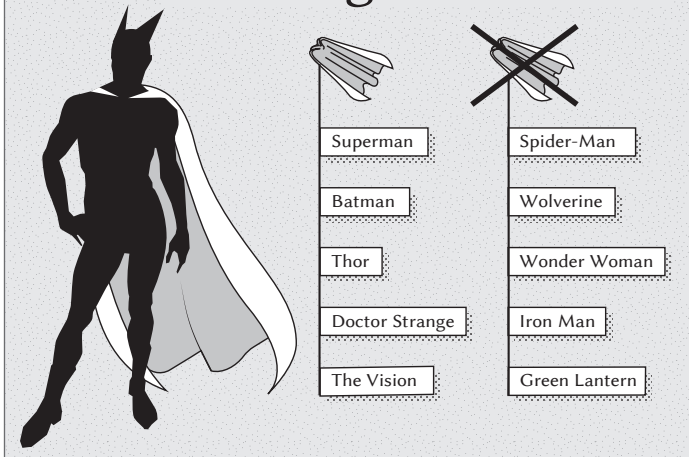 Superman
Batman
Thor
Doctor Strange
The Vision
Spider-Man
Wolverine
Wonder Woman
Iron Man
Green Lantern